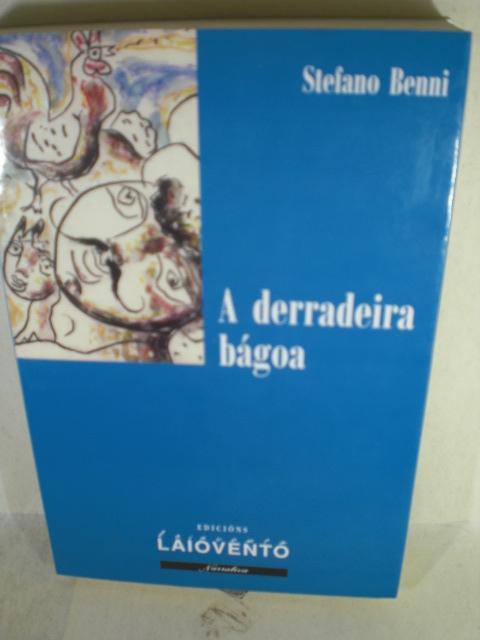 Stefano Benni
A derradeira
bágoa
EDICIÓNS
LAIOVENTO
Narrativa